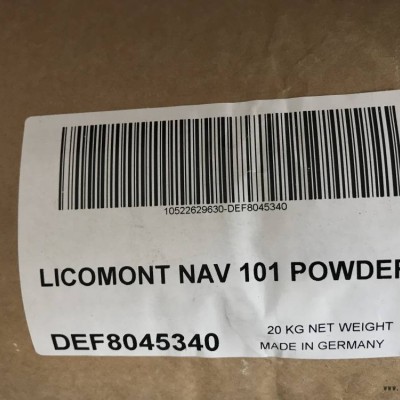 10522629630-DEF8045340
LICOMONT NAV 101 POWDER
DEF8045340
20 KG NET WEIGHT
MADE IN GERMANY